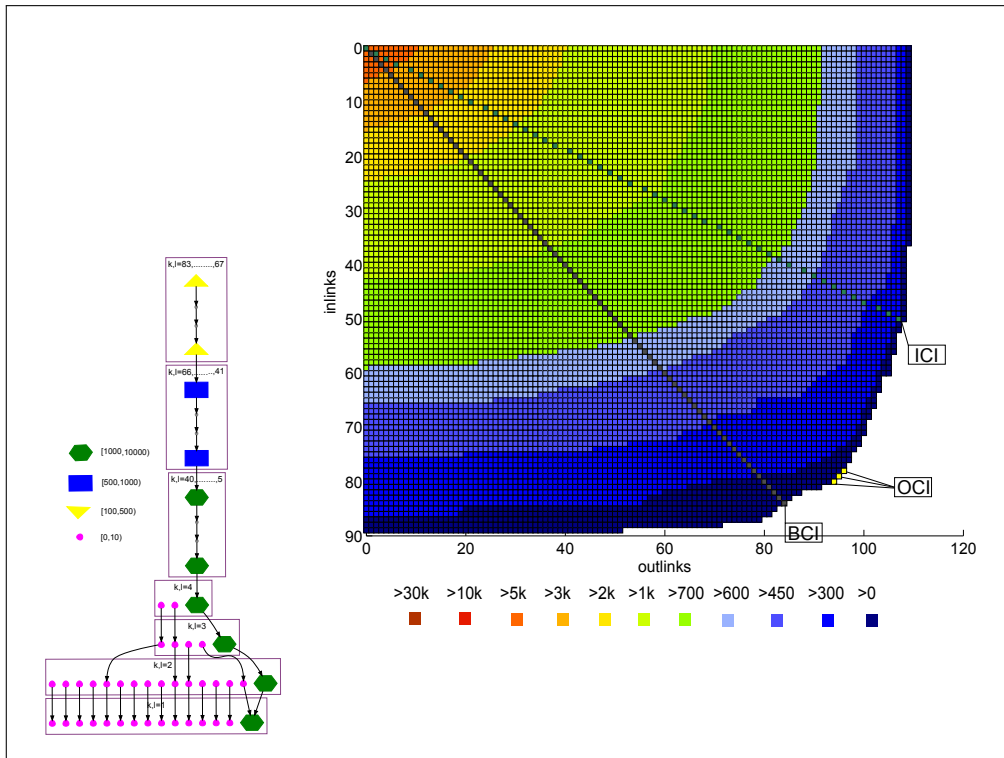 k,l=83,........,67
k,l=66,........,41
k,l=40,........,5
k,l=4
k,l=3
k,l=2
k,l=1
[1000,10000)
[500,1000)
[100,500)
[0,10)
inlinks
0
10
20
30
40
50
60
70
80
90
0
20
40
60
80
100
120
outlinks
ICI
OCI
BCI
>30k >10k >5k >3k >2k >1k >700 >600 >450 >300 >0